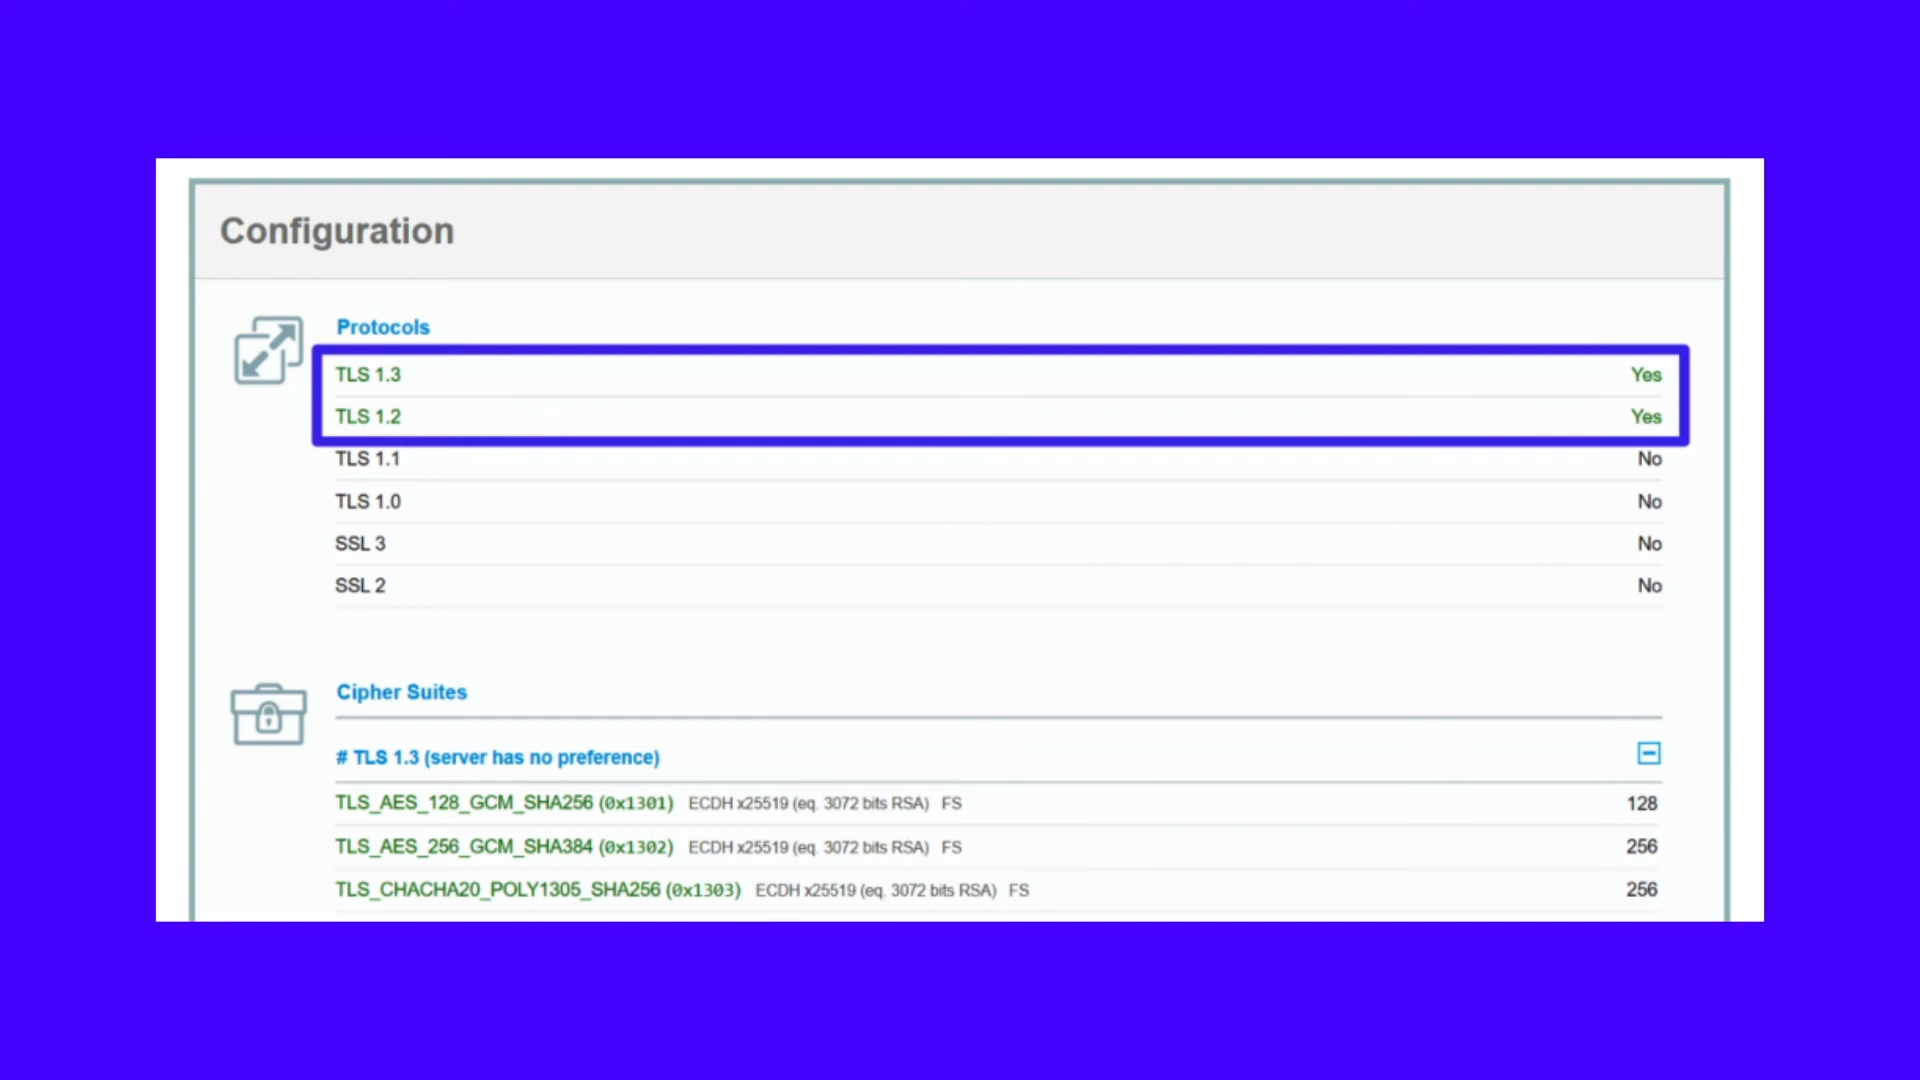 Configuration
Protocols
TLS 1.3 Yes
TLS 1.2 Yes
TLS 1.1 No
TLS 1.0 No
SSL 3 No
SSL 2 No
Cipher Suites
# TLS 1.3 (server has no preference)
TLS_AES_128_GCM_SHA256 (0x1301) ECDH x25519 (eq. 3072 bits RSA) FS 128
TLS_AES_256_GCM_SHA384 (0x1302) ECDH x25519 (eq. 3072 bits RSA) FS 256
TLS_CHACHA20_POLY1305_SHA256 (0x1303) ECDH x25519 (eq. 3072 bits RSA) FS 256